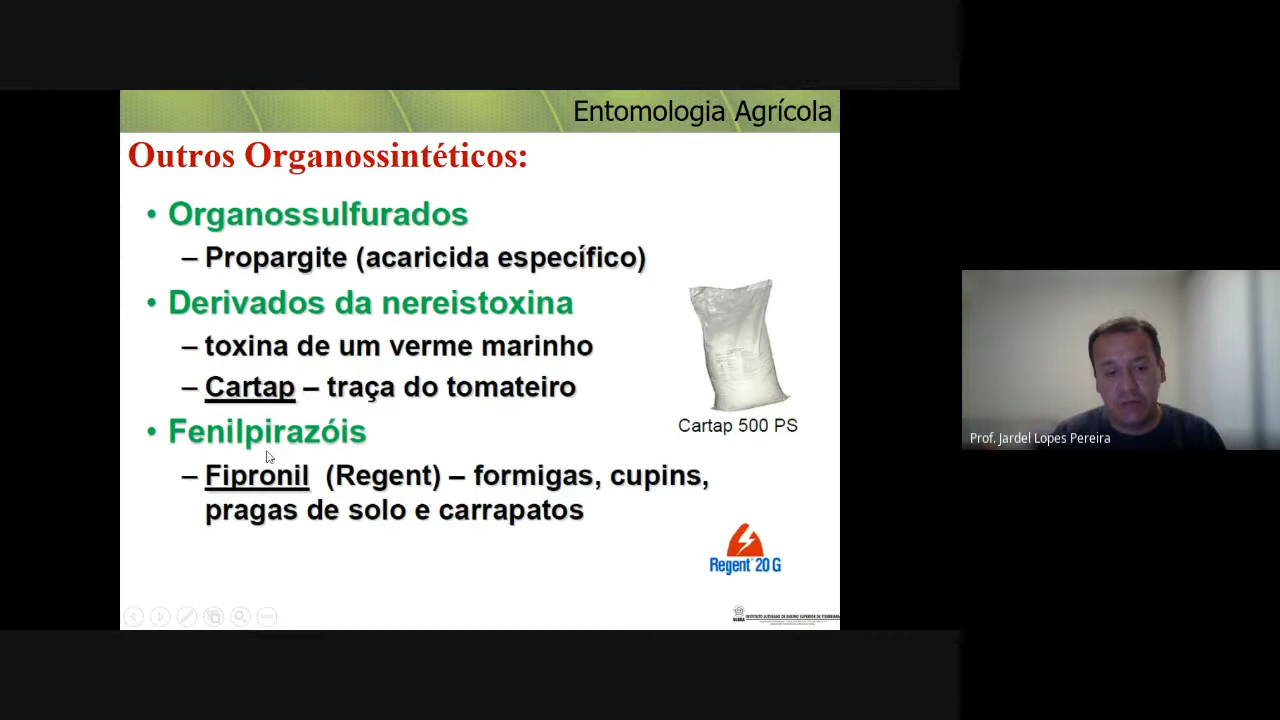 Entomologia Agrícola
Outros Organossintéticos:
• Organossulfurados
– Propargite (acaricida específico)
• Derivados da nereistoxina
– toxina de um verme marinho
– Cartap – traça do tomateiro
Cartap 500 PS
• Fenilpirazóis
– Fipronil (Regent) – formigas, cupins,
pragas de solo e carrapatos
Regent 20 G
ULBRA
Prof. Jardel Lopes Pereira